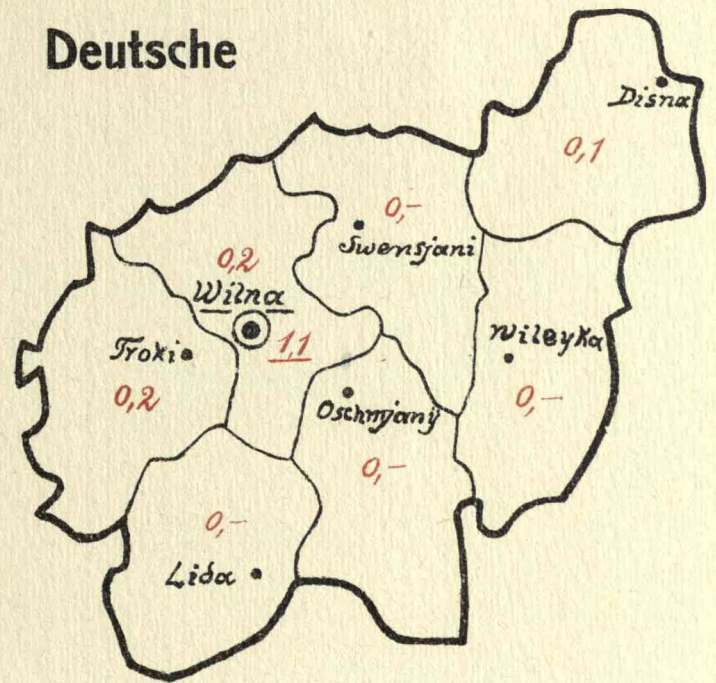 Deutsche
Disna
0,1
0,-
Swensjani
0,2
Wilna
1,1
Troki
0,2
Wileyka
0,-
Oschmjany
0,-
0,-
Lida